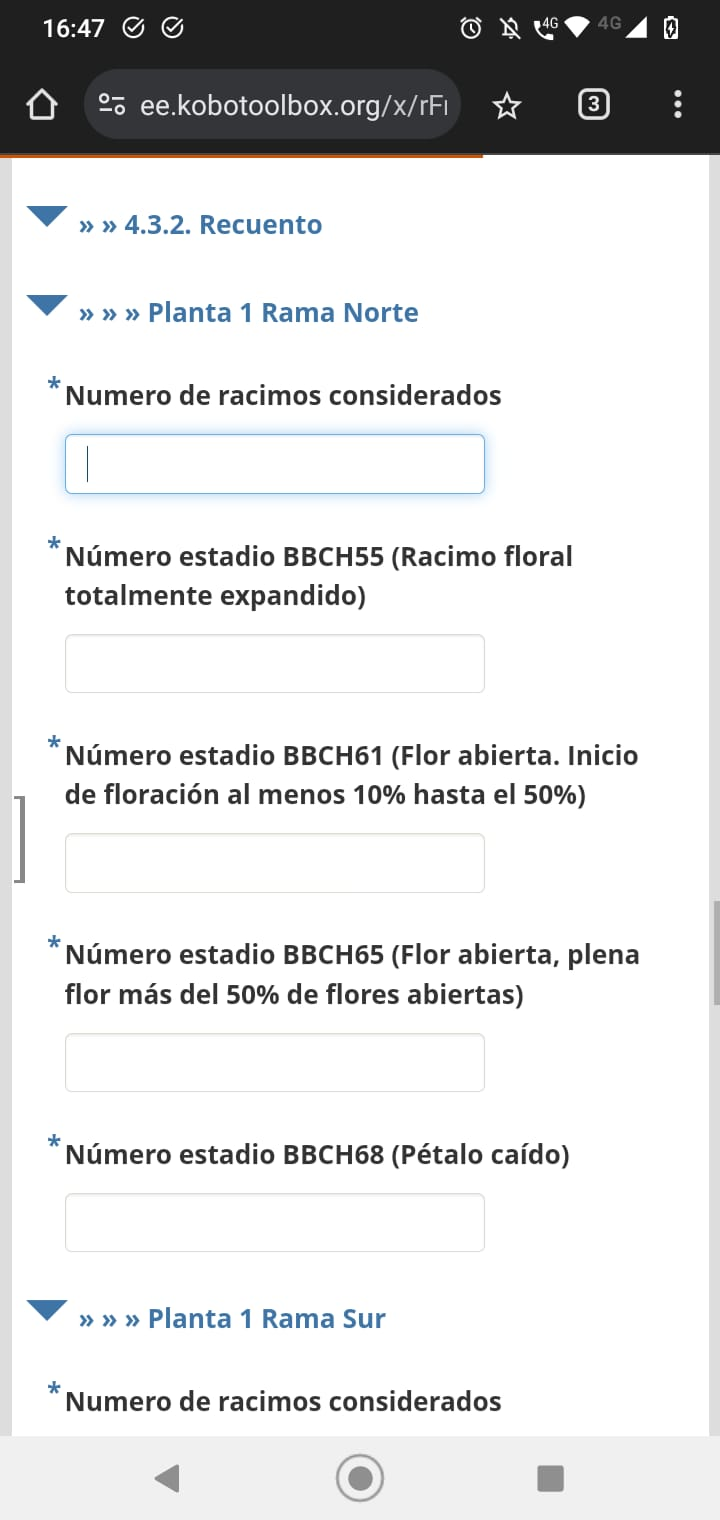 16:47
4G 4G
ee.kobotoolbox.org/x/rF
3
» » 4.3.2. Recuento
» » » Planta 1 Rama Norte
* Numero de racimos considerados
* Número estadio BBCH55 (Racimo floral
totalmente expandido)
* Número estadio BBCH61 (Flor abierta. Inicio
de floración al menos 10% hasta el 50%)
* Número estadio BBCH65 (Flor abierta, plena
flor más del 50% de flores abiertas)
* Número estadio BBCH68 (Pétalo caído)
» » » Planta 1 Rama Sur
* Numero de racimos considerados